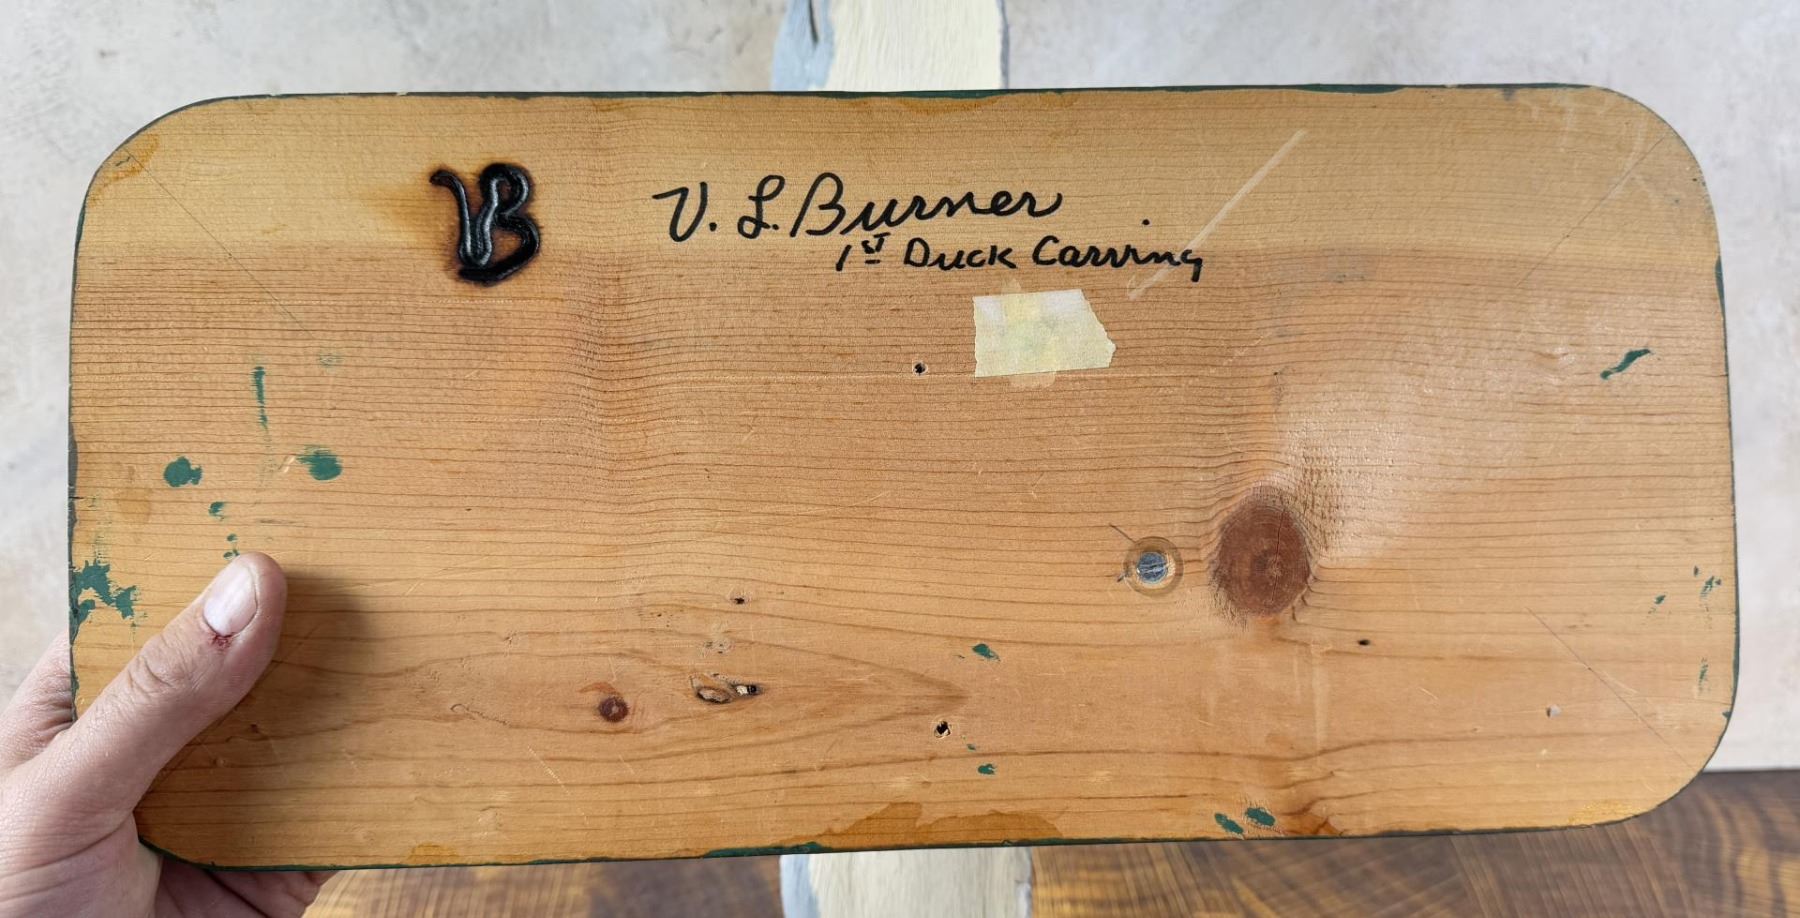 VB
V. L. Burner
1st Duck Carving